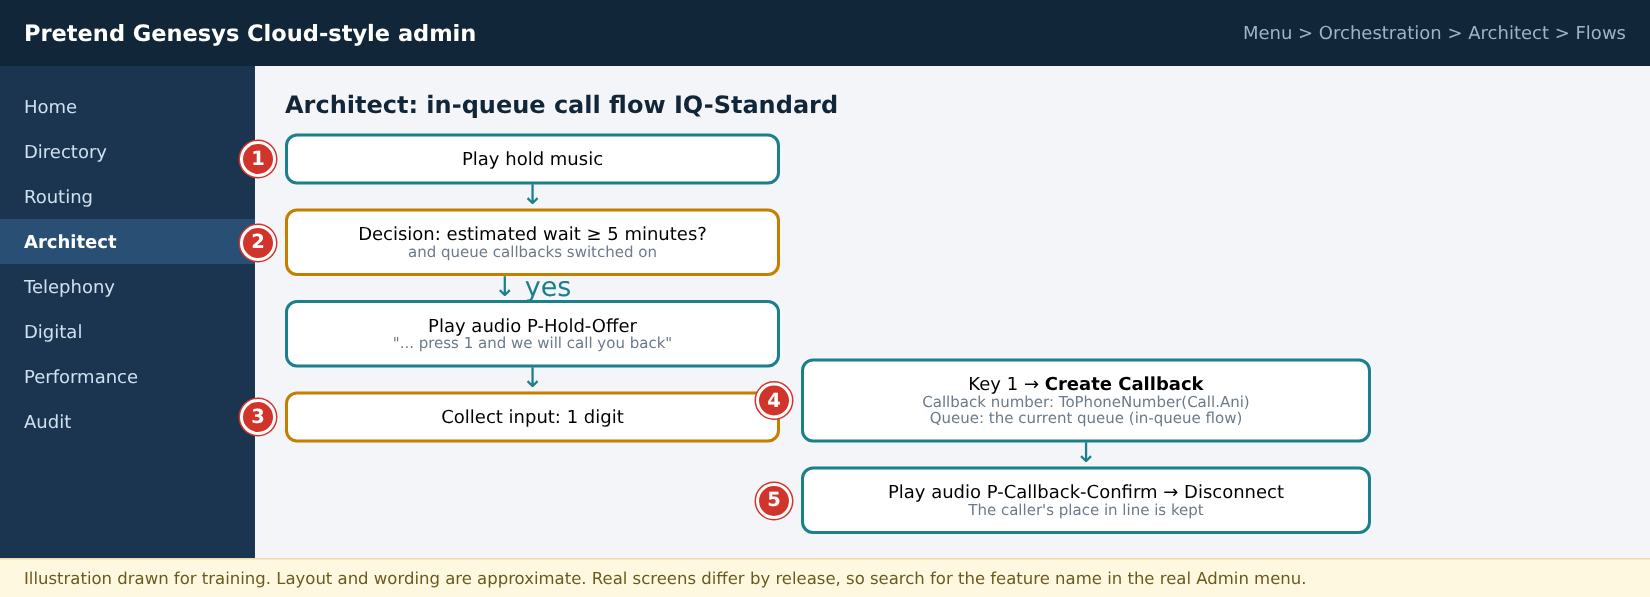 Pretend Genesys Cloud-style admin
Menu > Orchestration > Architect > Flows
Home
Directory
Routing
Architect
Telephony
Digital
Performance
Audit
Architect: in-queue call flow IQ-Standard
1
Play hold music
↓
2
Decision: estimated wait ≥ 5 minutes?
and queue callbacks switched on
↓ yes
Play audio P-Hold-Offer
"... press 1 and we will call you back"
↓
3
Collect input: 1 digit
4
Key 1 → Create Callback
Callback number: ToPhoneNumber(Call.Ani)
Queue: the current queue (in-queue flow)
↓
5
Play audio P-Callback-Confirm → Disconnect
The caller's place in line is kept
Illustration drawn for training. Layout and wording are approximate. Real screens differ by release, so search for the feature name in the real Admin menu.